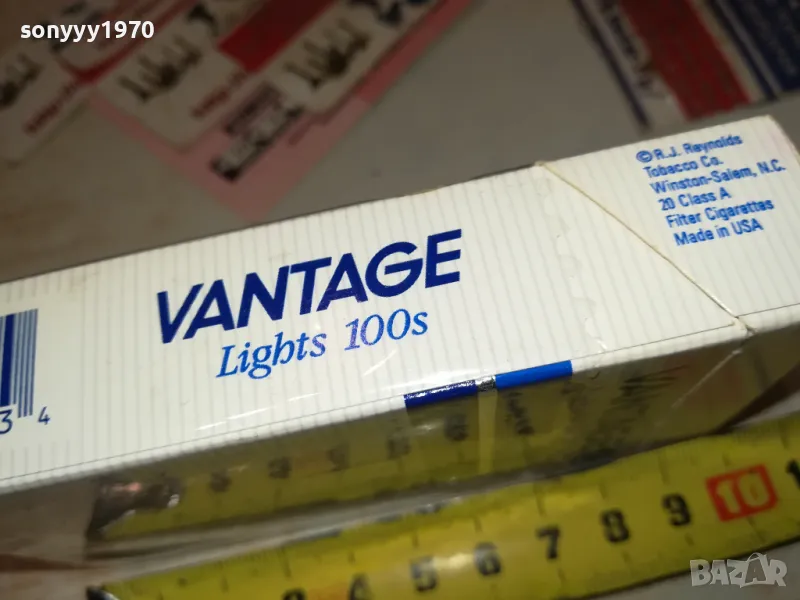 sonyyy1970
©R.J. Reynolds
Tobacco Co.
Winston-Salem, N.C.
20 Class A
Filter Cigarettes
Made in USA
VANTAGE
Lights 100s
3 4
4 5 6 7 8 9 10
BAZAR